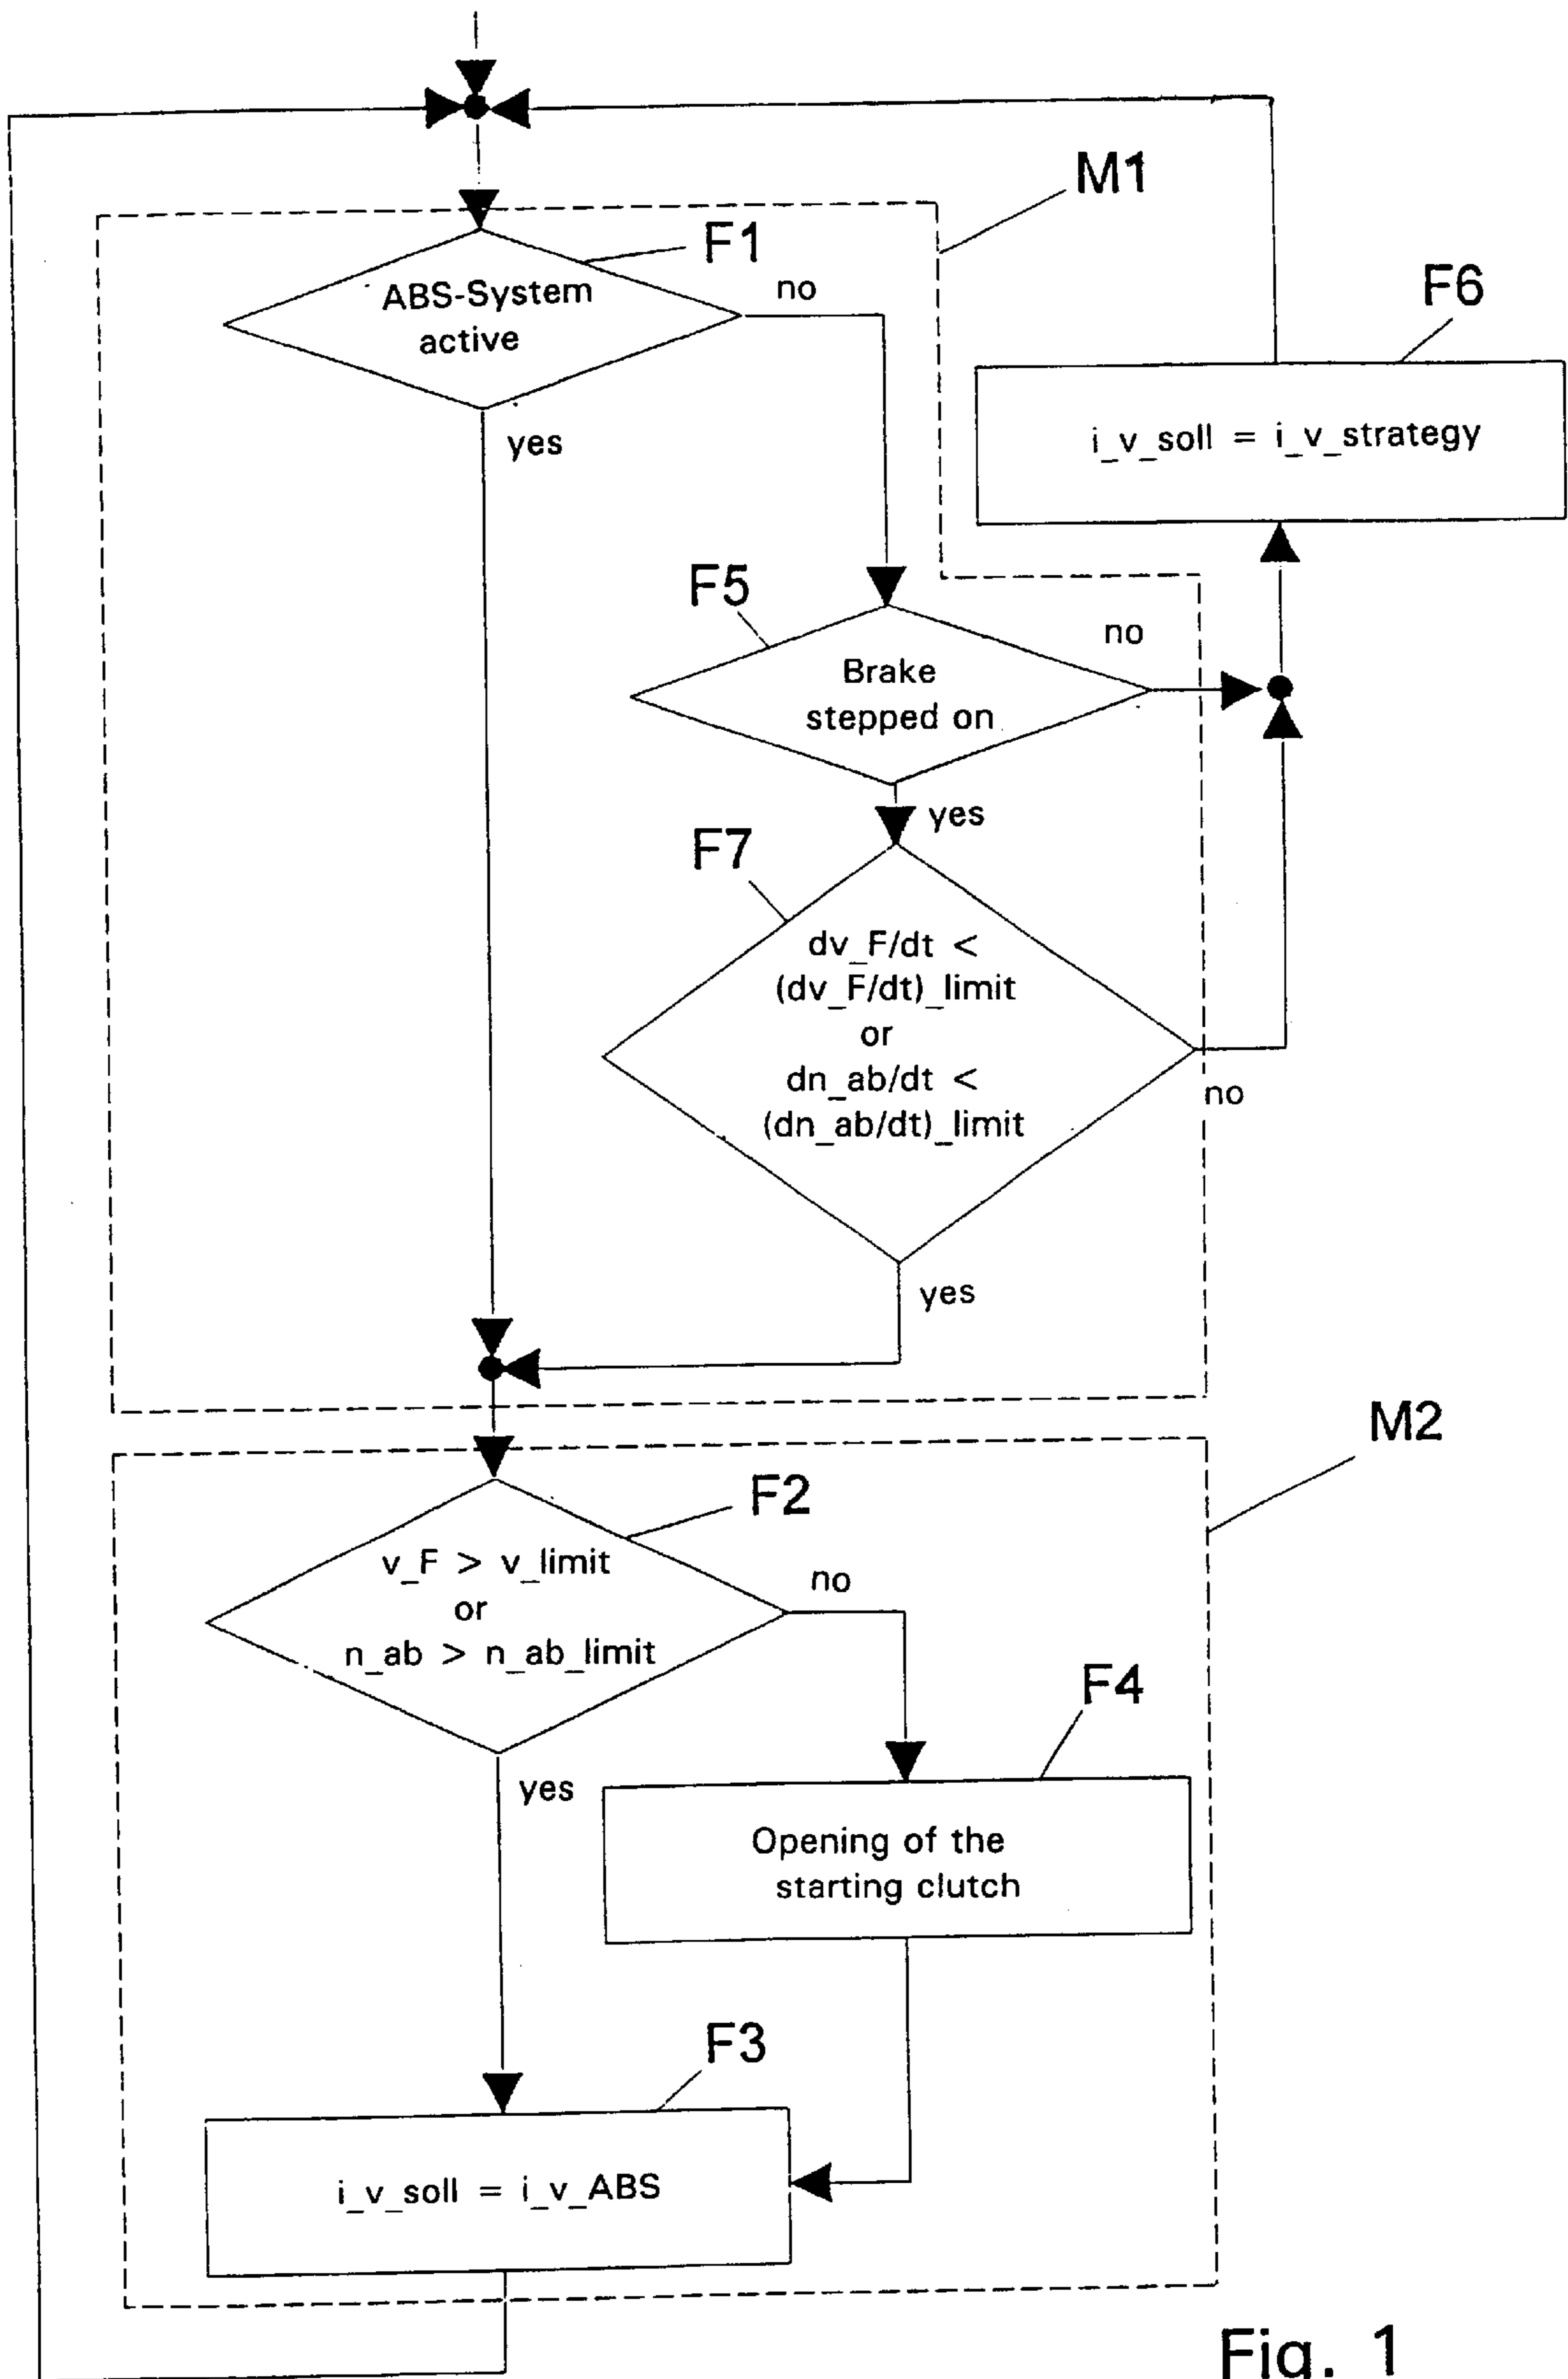 M1
F1
ABS-System
active
no
yes
F6
i_v_soll = i_v_strategy
F5
Brake
stepped on
no
yes
F7
dv_F/dt <
(dv_F/dt)_limit
or
dn_ab/dt <
(dn_ab/dt)_limit
no
yes
M2
F2
v_F > v_limit
or
n_ab > n_ab_limit
no
yes
F4
Opening of the
starting clutch
F3
i_v_soll = i_v_ABS
Fig. 1